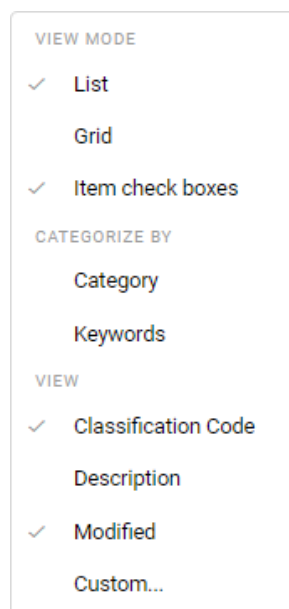 VIEW MODE
List
Grid
Item check boxes
CATEGORIZE BY
Category
Keywords
VIEW
Classification Code
Description
Modified
Custom...